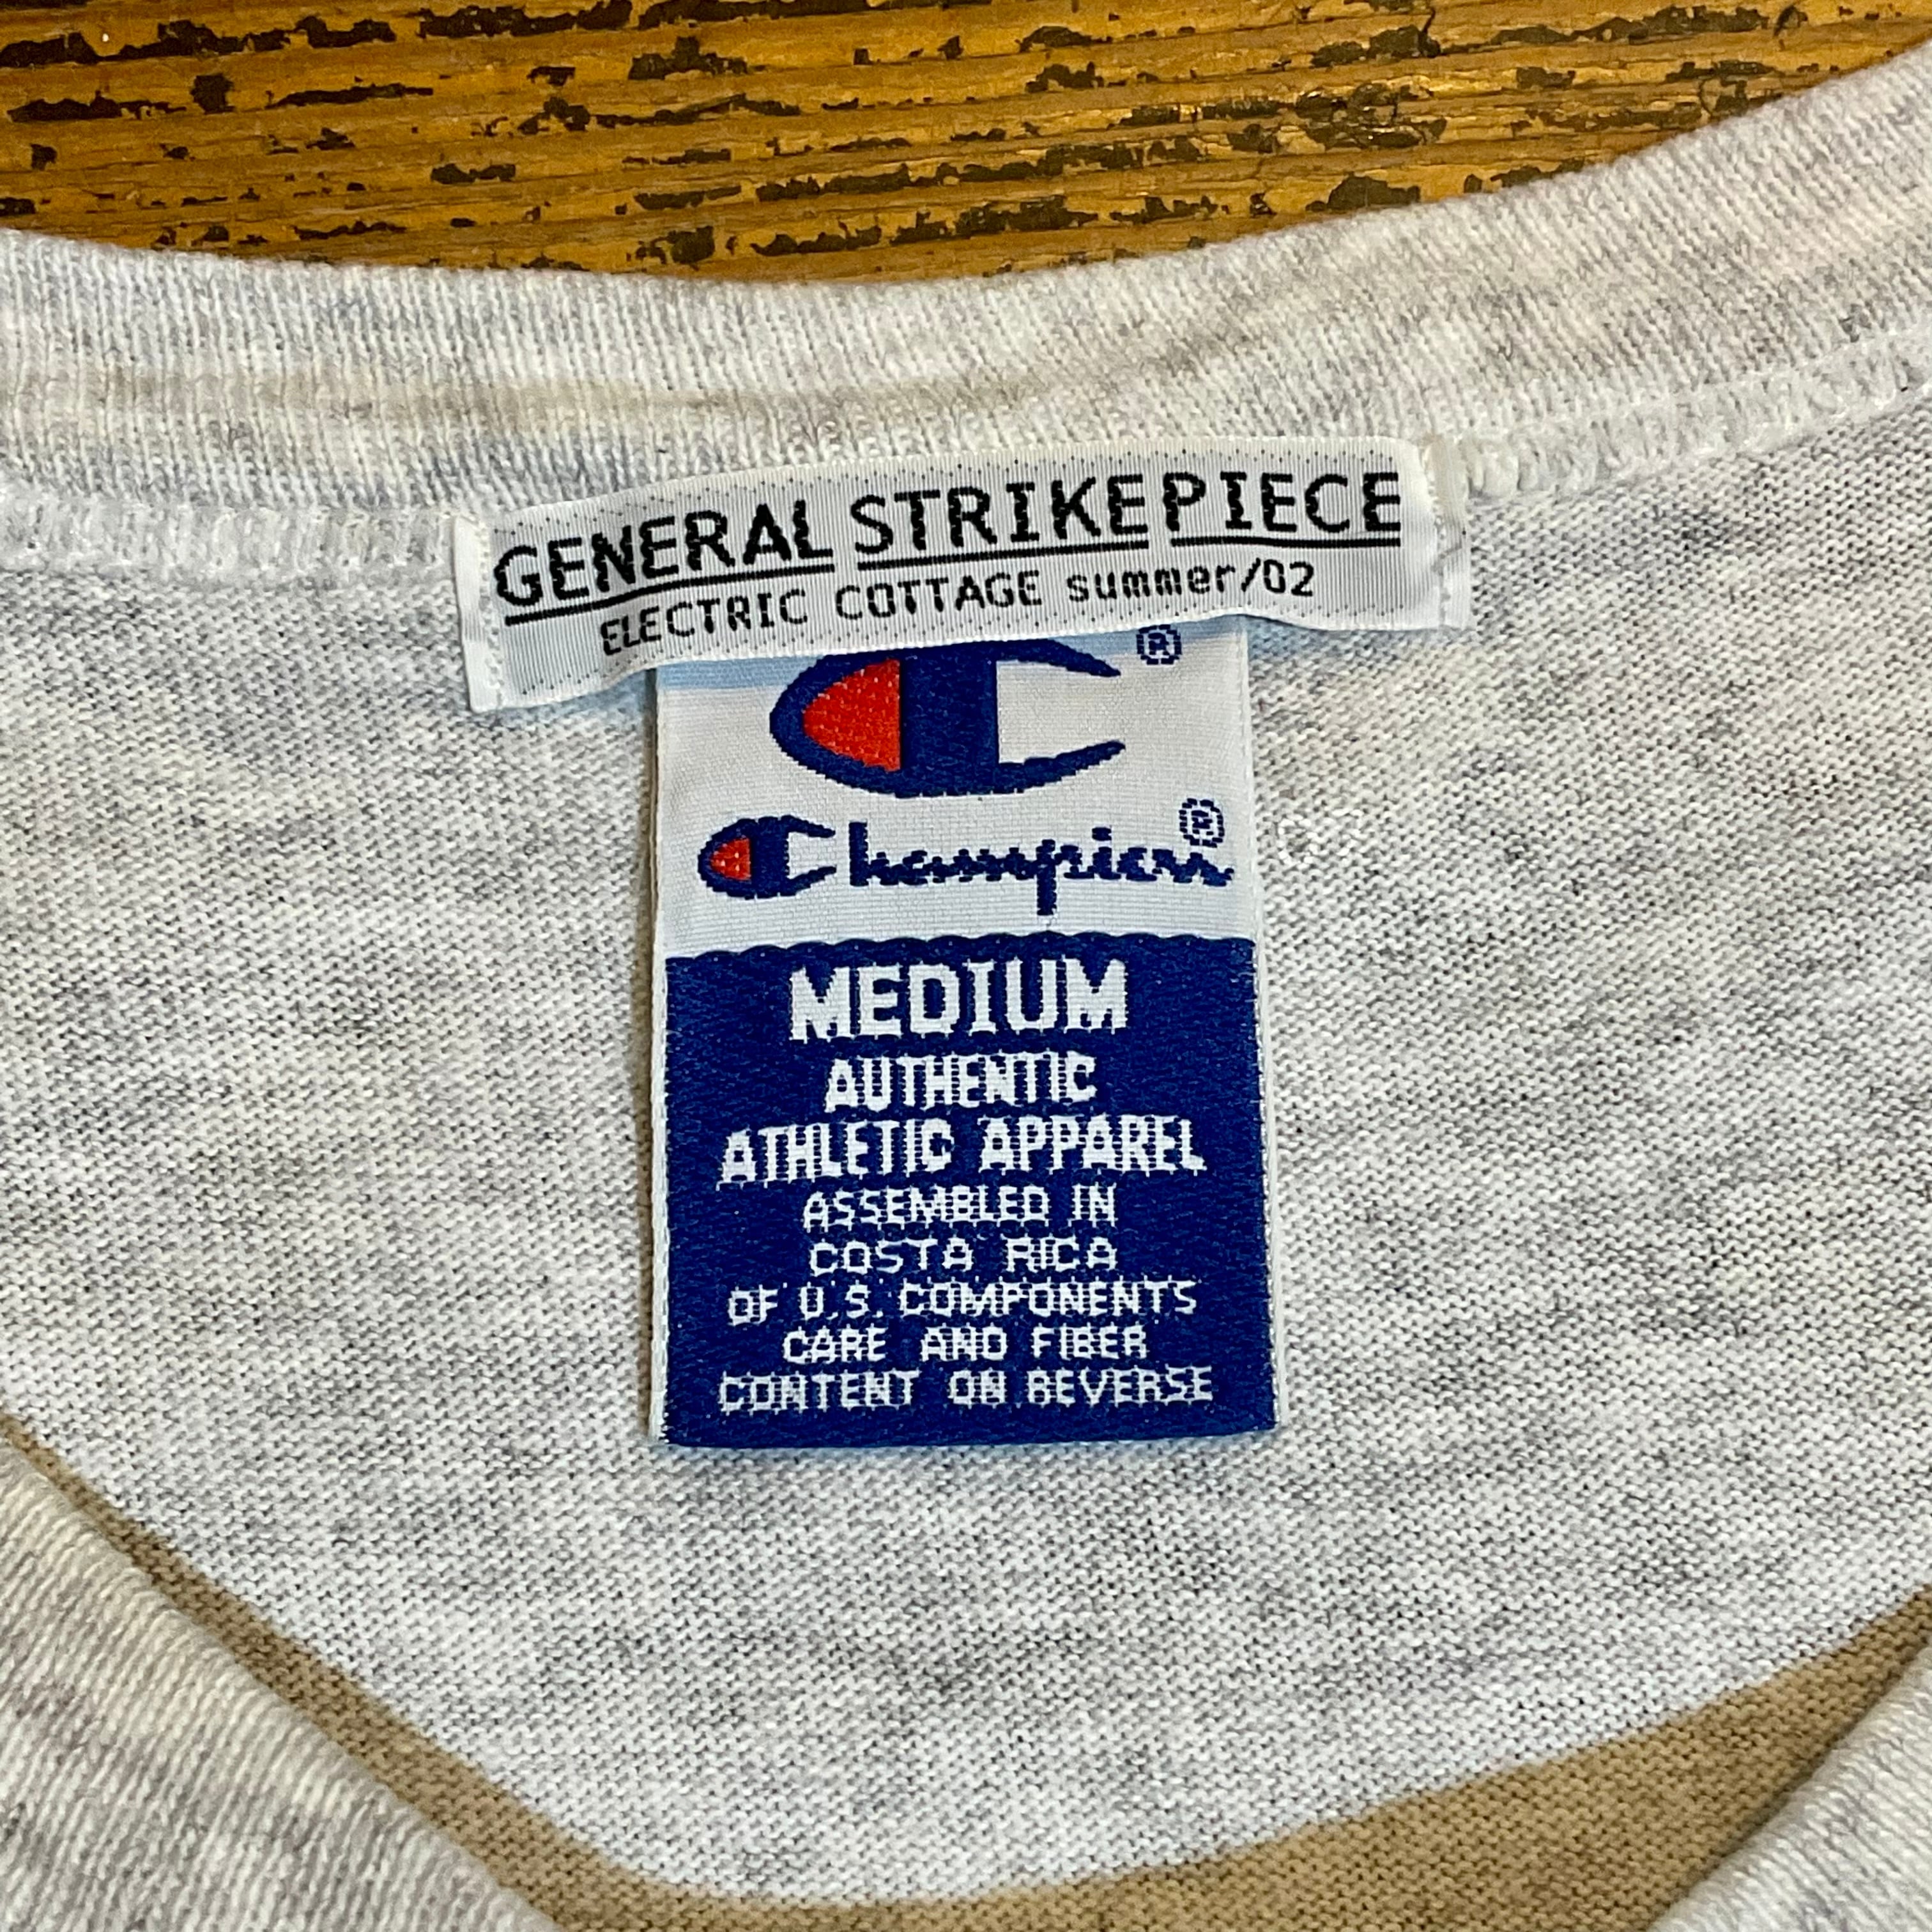 GENERAL STRIKEPIECE
ELECTRIC COTTAGE summer/02
®
Champion®
MEDIUM
AUTHENTIC
ATHLETIC APPAREL
ASSEMBLED IN
COSTA RICA
OF U.S. COMPONENTS
CARE AND FIBER
CONTENT ON REVERSE